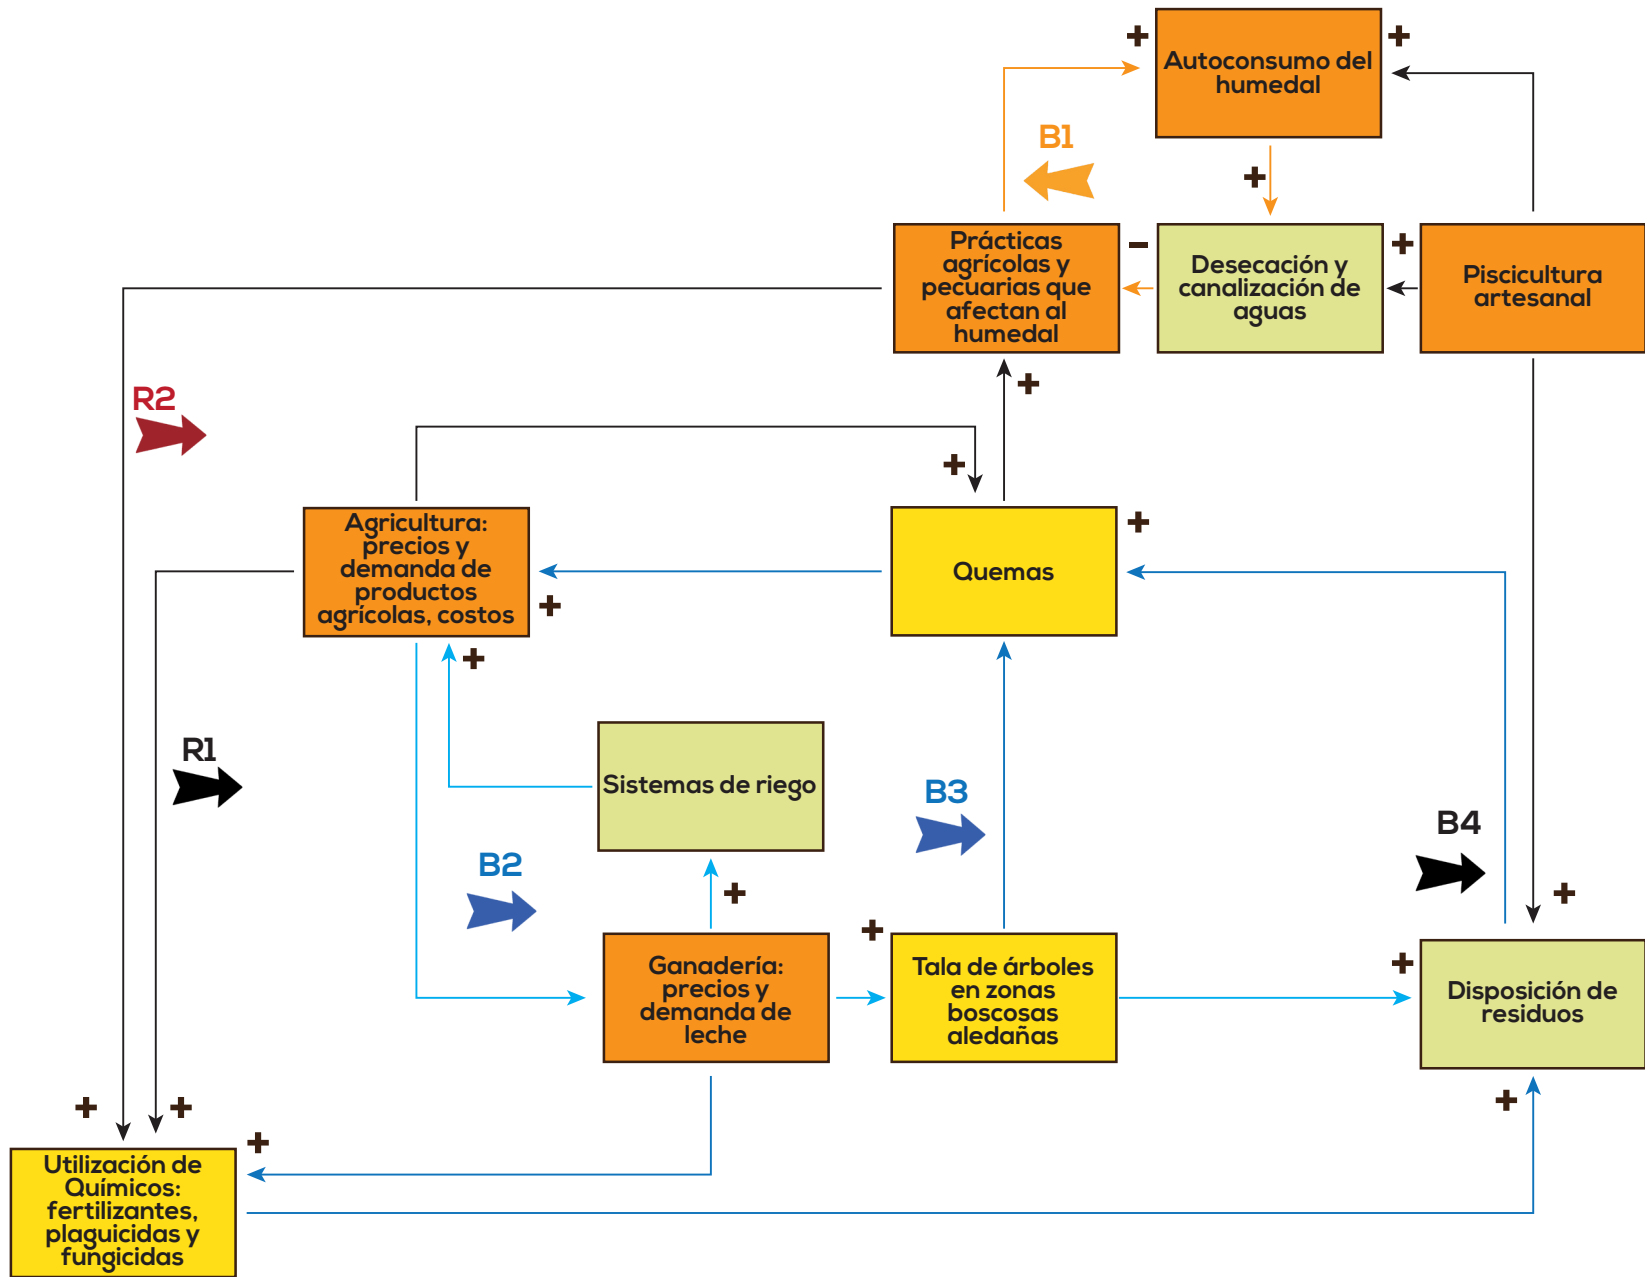 +
+
Autoconsumo del
humedal
B1
+
Prácticas
agrícolas y
pecuarias que
afectan al
humedal
–
Desecación y
canalización de
aguas
+
Piscicultura
artesanal
+
R2
+
Agricultura:
precios y
demanda de
productos
agrícolas, costos
+
Quemas
+
+
Sistemas de riego
R1
B2
+
B3
B4
+
Ganadería:
precios y
demanda de
leche
+
Tala de árboles
en zonas
boscosas
aledañas
+
Disposición de
residuos
+
+
+
+
Utilización de
Químicos:
fertilizantes,
plaguicidas y
fungicidas